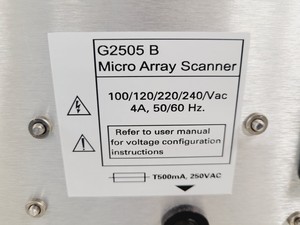 G2505 B
Micro Array Scanner
100/120/220/240/Vac
4A, 50/60 Hz.
Refer to user manual
for voltage configuration
instructions
T500mA, 250VAC